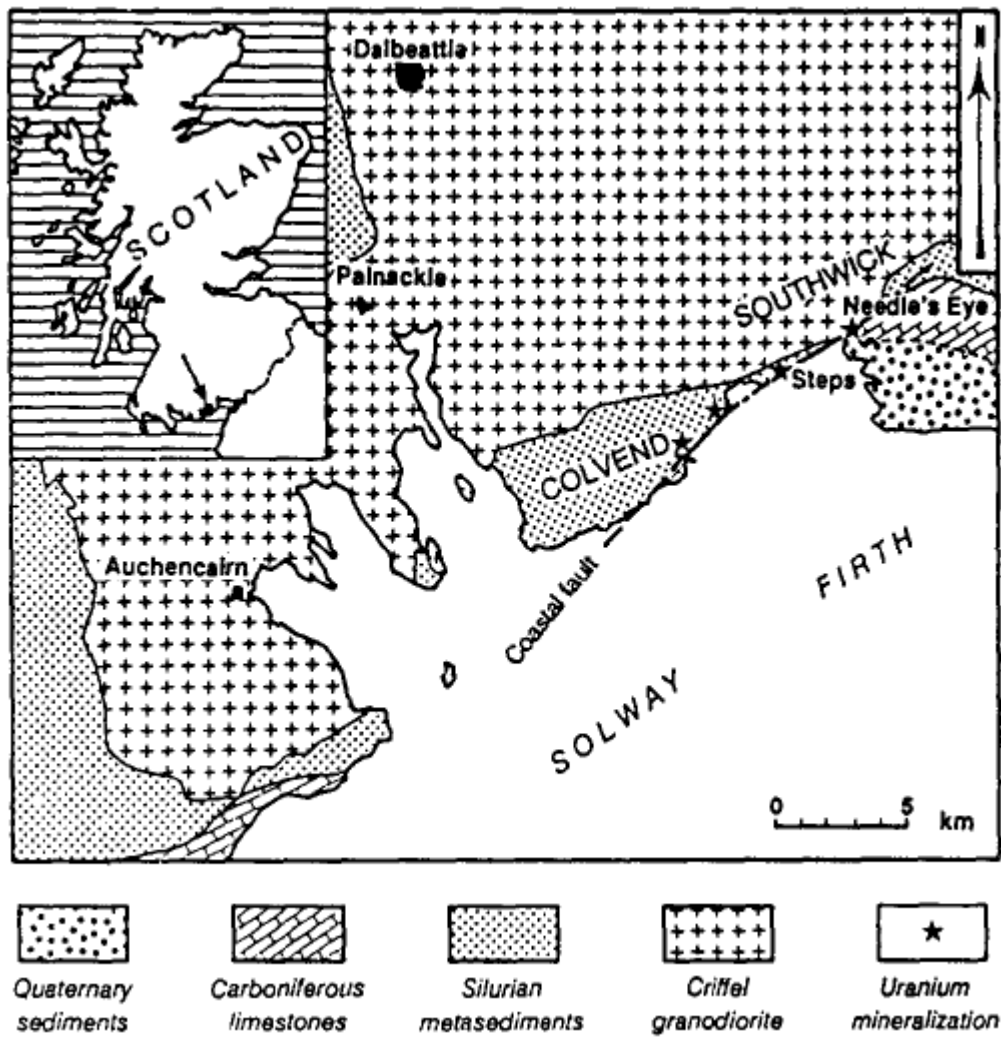 Dalbeattie
N
SCOTLAND
Palnackie
SOUTHWICK
Needle's Eye
Steps
COLVEND
Auchencairn
Coastal fault
SOLWAY
FIRTH
0 5
km
Quaternary
sediments
Carboniferous
limestones
Silurian
metasediments
Criffel
granodiorite
Uranium
mineralization